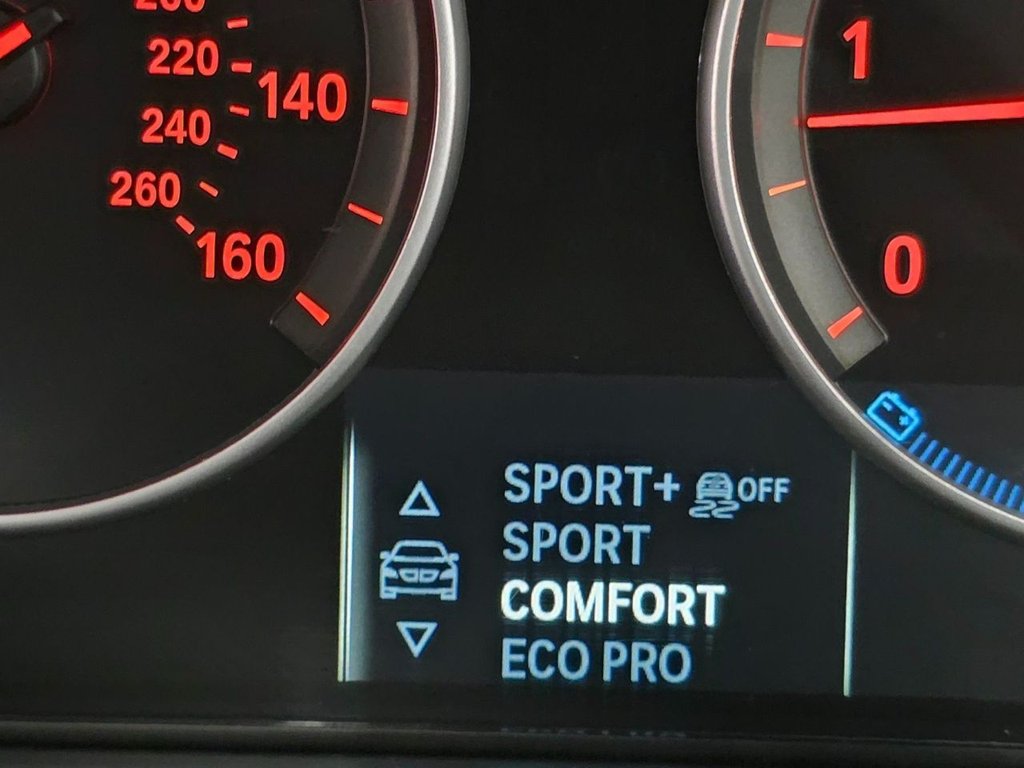 220
140
240
260
160
1
0
SPORT+ OFF
SPORT
COMFORT
ECO PRO